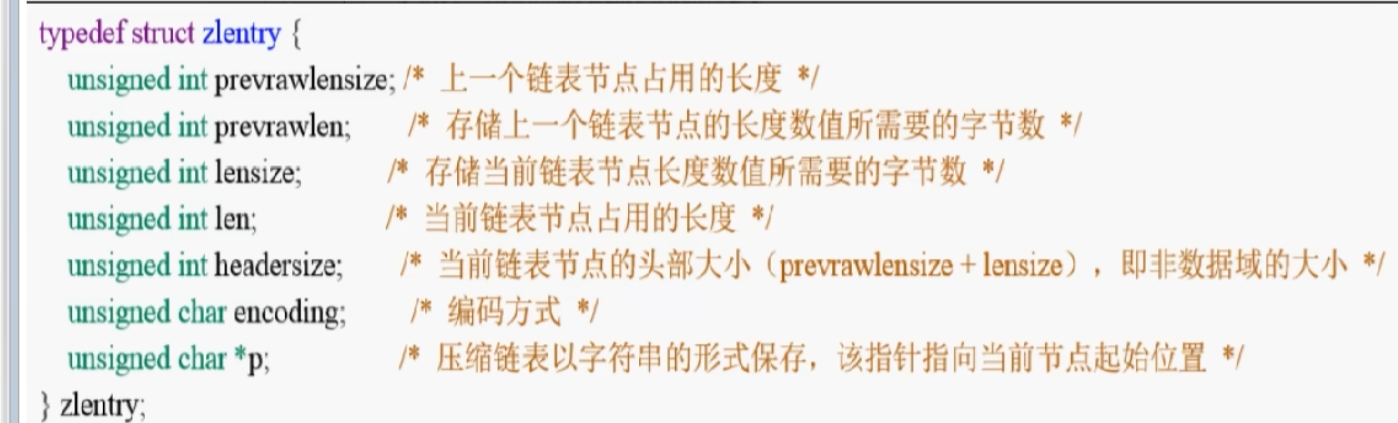 typedef struct zlentry {
unsigned int prevrawlensize; /* 上一个链表节点占用的长度 */
unsigned int prevrawlen; /* 存储上一个链表节点的长度数值所需要的字节数 */
unsigned int lensize; /* 存储当前链表节点长度数值所需要的字节数 */
unsigned int len; /* 当前链表节点占用的长度 */
unsigned int headersize; /* 当前链表节点的头部大小（prevrawlensize + lensize），即非数据域的大小 */
unsigned char encoding; /* 编码方式 */
unsigned char *p; /* 压缩链表以字符串的形式保存，该指针指向当前节点起始位置 */
} zlentry;